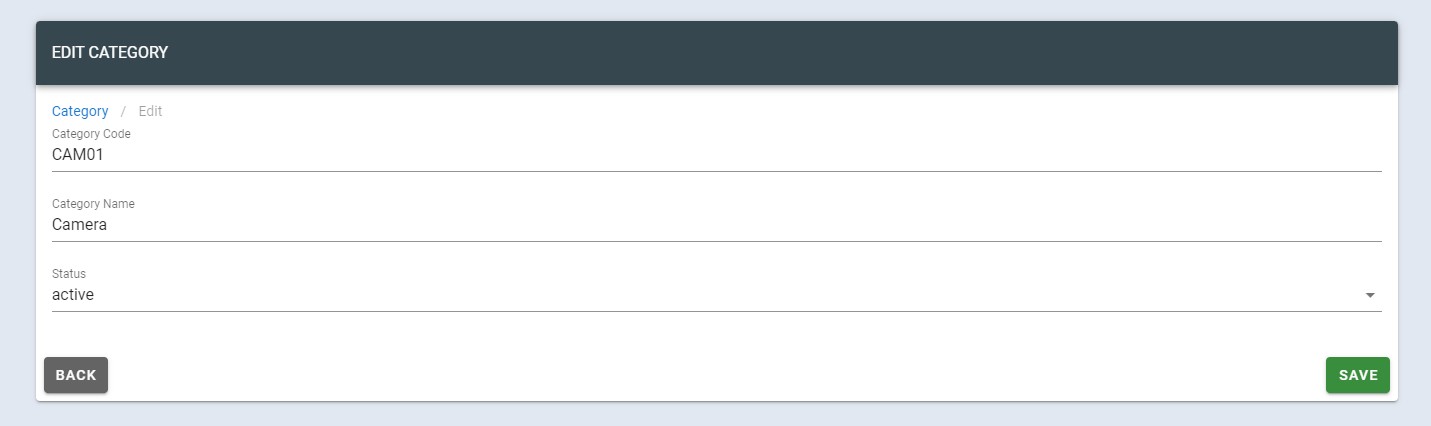 EDIT CATEGORY
Category / Edit
Category Code
CAM01
Category Name
Camera
Status
active
BACK SAVE